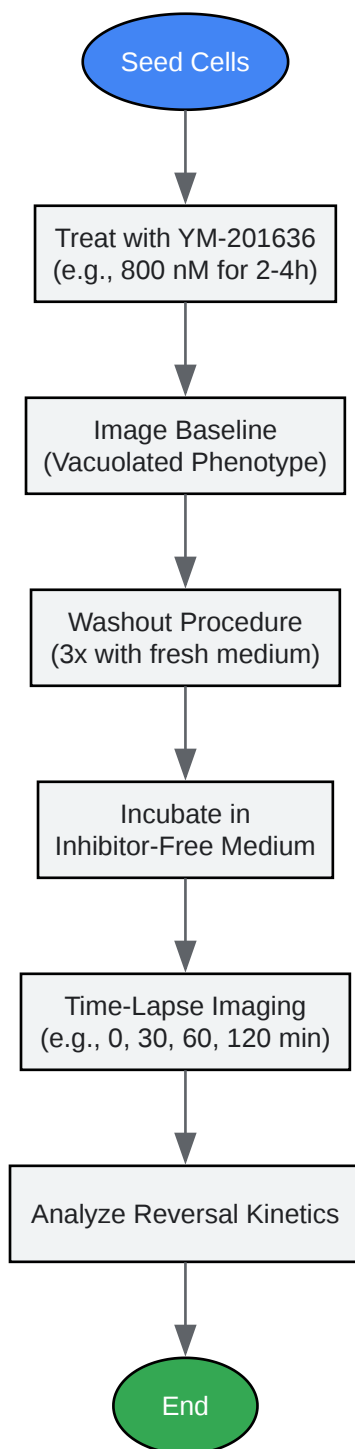 Seed Cells
Treat with YM-201636
(e.g., 800 nM for 2-4h)
Image Baseline
(Vacuolated Phenotype)
Washout Procedure
(3x with fresh medium)
Incubate in
Inhibitor-Free Medium
Time-Lapse Imaging
(e.g., 0, 30, 60, 120 min)
Analyze Reversal Kinetics
End